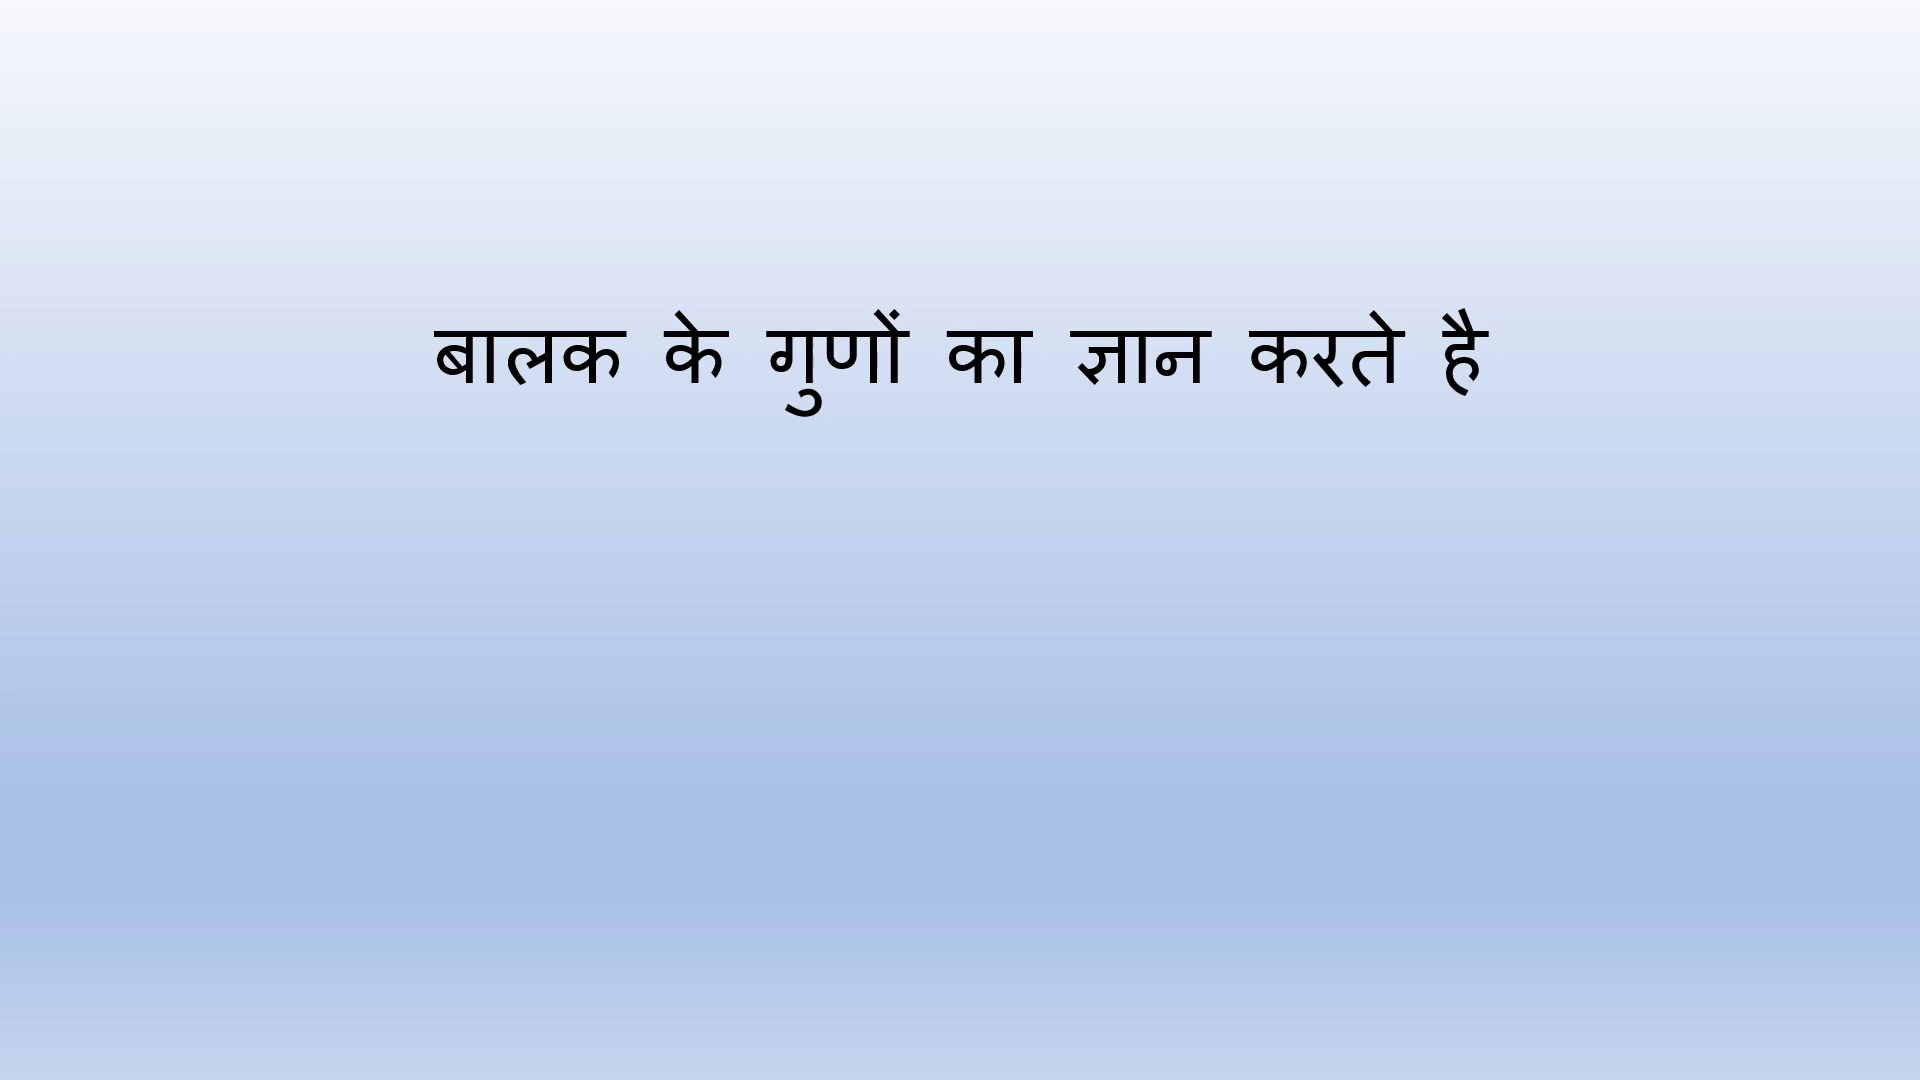 बालक के गुणों का ज्ञान करते है